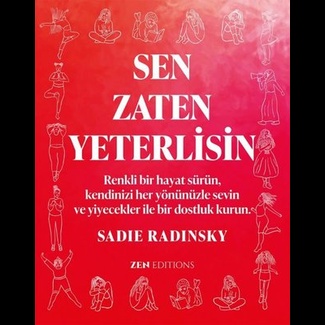 SEN
ZATEN
YETERLİSİN
Renkli bir hayat sürün,
kendinizi her yönünüzle sevin
ve yiyecekler ile bir dostluk kurun.
SADIE RADINSKY
ZEN EDITIONS